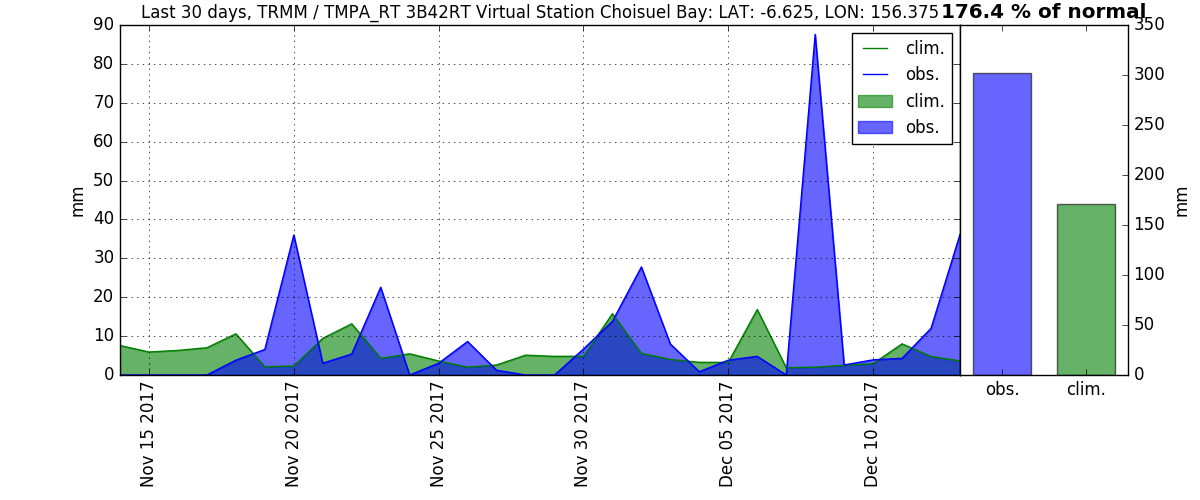 Last 30 days, TRMM / TMPA_RT 3B42RT Virtual Station Choisuel Bay: LAT: -6.625, LON: 156.375
176.4 % of normal
90
80
70
60
50
40
30
20
10
0
mm
clim.
obs.
clim.
obs.
Nov 15 2017
Nov 20 2017
Nov 25 2017
Nov 30 2017
Dec 05 2017
Dec 10 2017
350
300
250
200
150
100
50
0
mm
obs.
clim.